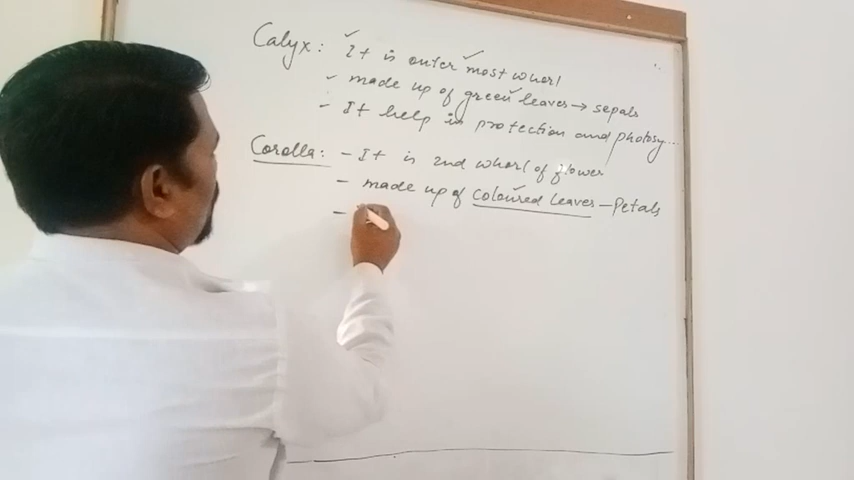 Calyx: It is outer most whorl
- made up of green leaves → sepals
- It help in protection and photosy...
Corolla: - It is 2nd whorl of flower
- made up of coloured leaves - Petals
-